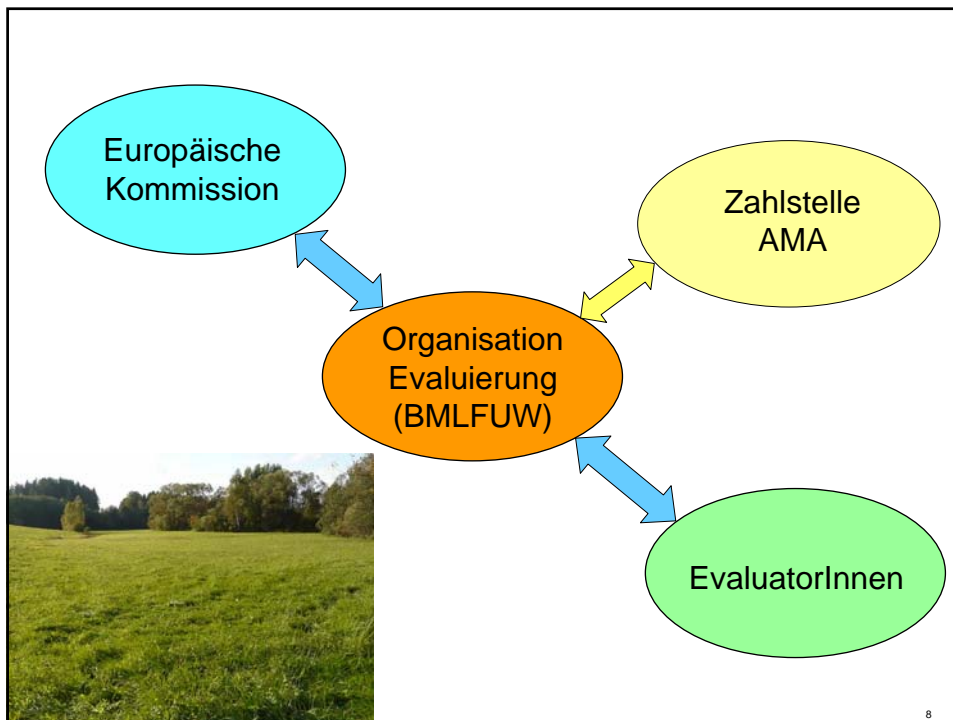 Europäische
Kommission
Zahlstelle
AMA
Organisation
Evaluierung
(BMLFUW)
EvaluatorInnen
8